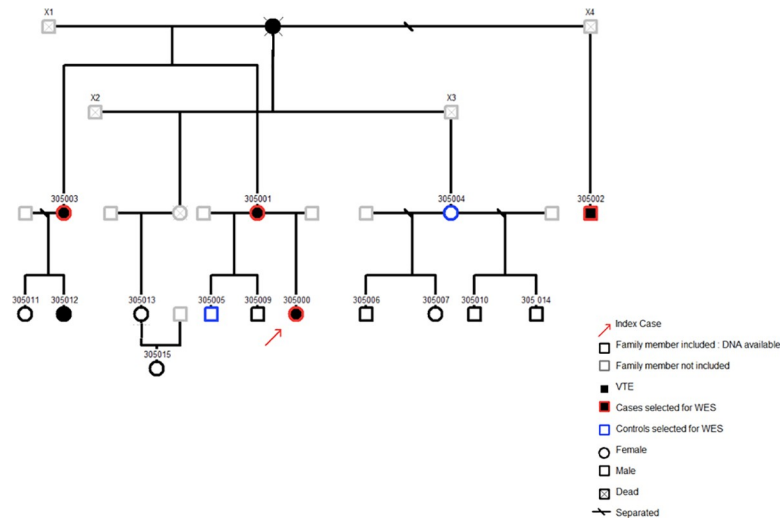 X1
X4
X2
X3
305003
305001
305004
305002
305011
305012
305013
305005
305009
305000
305006
305007
305010
305 014
305015
Index Case
Family member included : DNA available
Family member not included
VTE
Cases selected for WES
Controls selected for WES
Female
Male
Dead
Separated